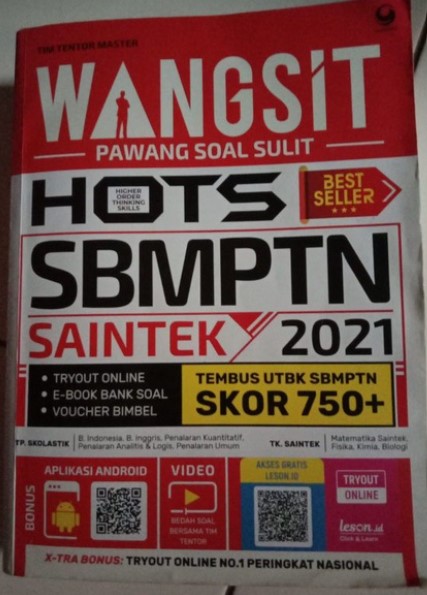 TIM TENTOR MASTER
WANGSIT
PAWANG SOAL SULIT
HOTS
HIGHER
ORDER
THINKING
SKILLS
BEST
SELLER
SBMPTN
SAINTEK 2021
• TRYOUT ONLINE
• E-BOOK BANK SOAL
• VOUCHER BIMBEL
TEMBUS UTBK SBMPTN
SKOR 750+
TP. SKOLASTIK
B. Indonesia, B. Inggris, Penalaran Kuantitatif,
Penalaran Analitis & Logis, Penalaran Umum
TK. SAINTEK
Matematika Saintek,
Fisika, Kimia, Biologi
BONUS
APLIKASI ANDROID
VIDEO
BEDAH SOAL
BERSAMA TIM
TENTOR
AKSES GRATIS
LESON.ID
TRYOUT
ONLINE
leson.id
Click & Learn
X-TRA BONUS: TRYOUT ONLINE NO.1 PERINGKAT NASIONAL